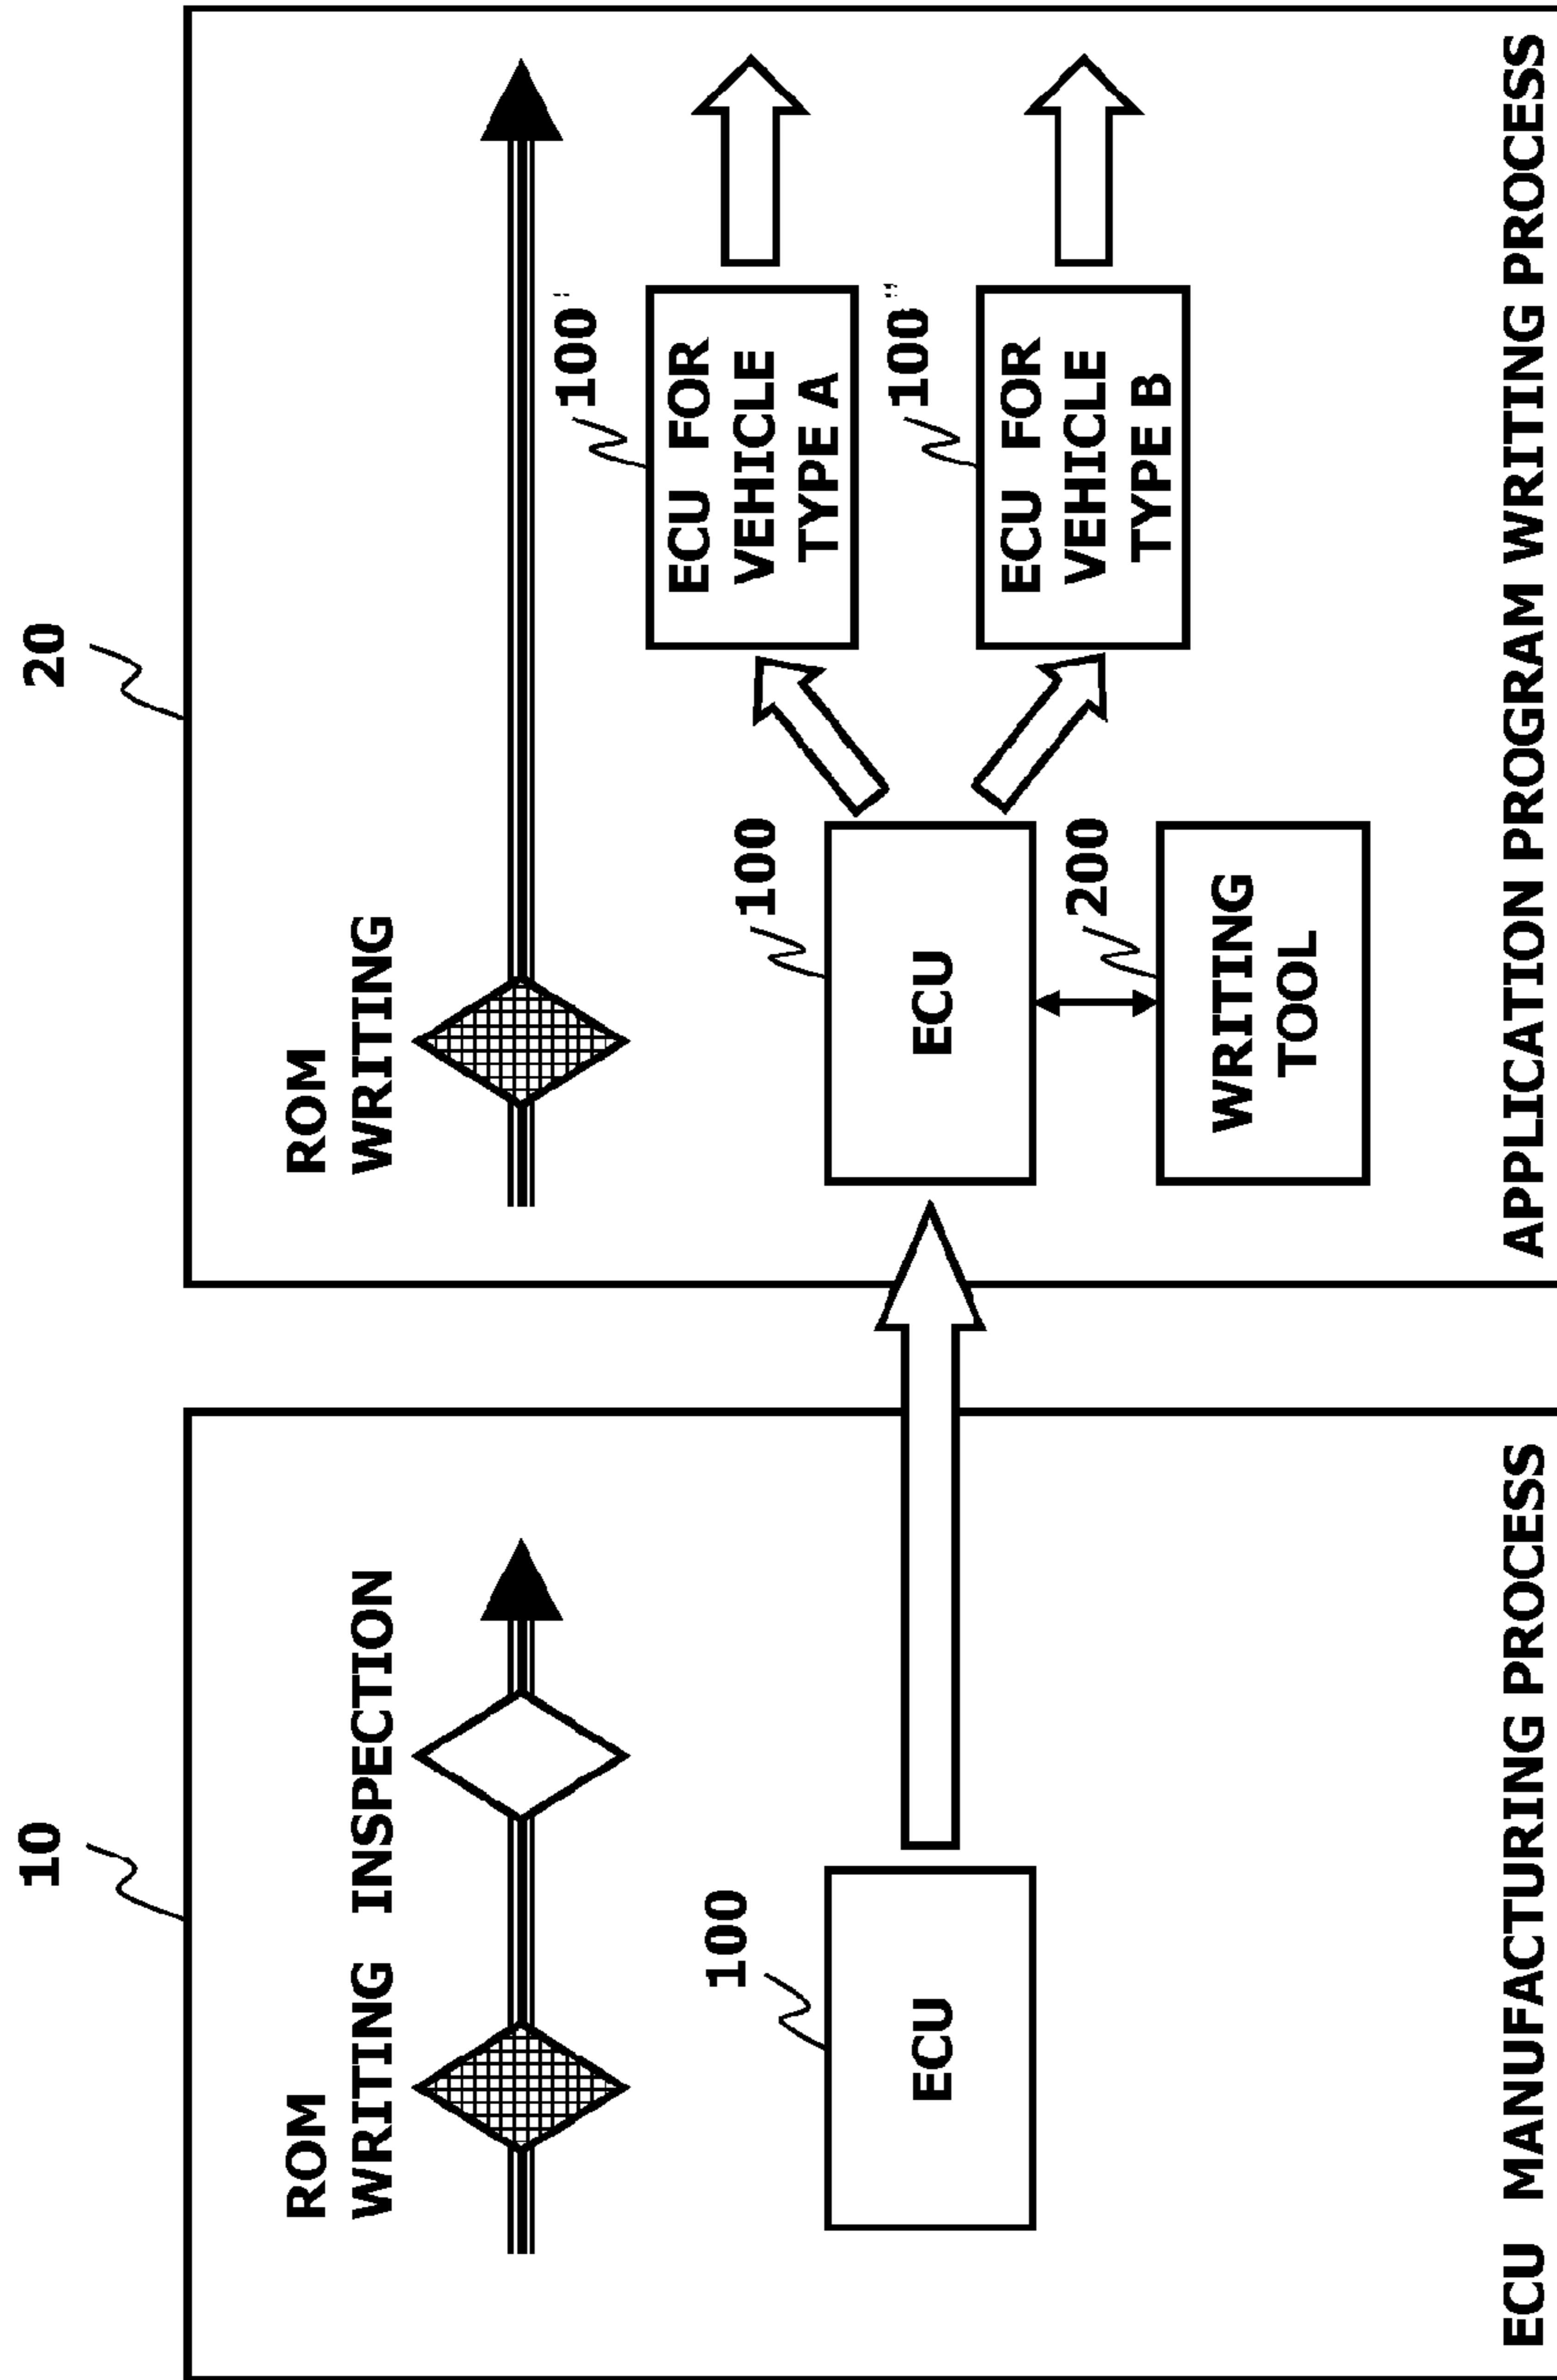 10
ROM
WRITING INSPECTION
100
ECU
ECU MANUFACTURING PROCESS
20
ROM
WRITING
100
ECU
200
WRITING
TOOL
100"
ECU FOR
VEHICLE
TYPE A
100"
ECU FOR
VEHICLE
TYPE B
APPLICATION PROGRAM WRITING PROCESS